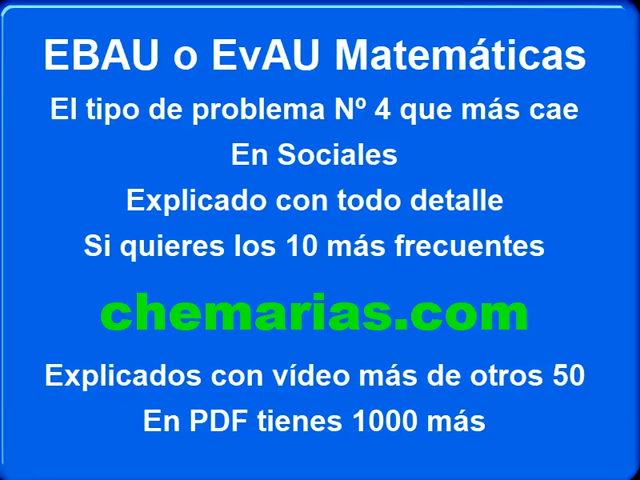 EBAU o EvAU Matemáticas
El tipo de problema Nº 4 que más cae
En Sociales
Explicado con todo detalle
Si quieres los 10 más frecuentes
chemarias.com
Explicados con vídeo más de otros 50
En PDF tienes 1000 más